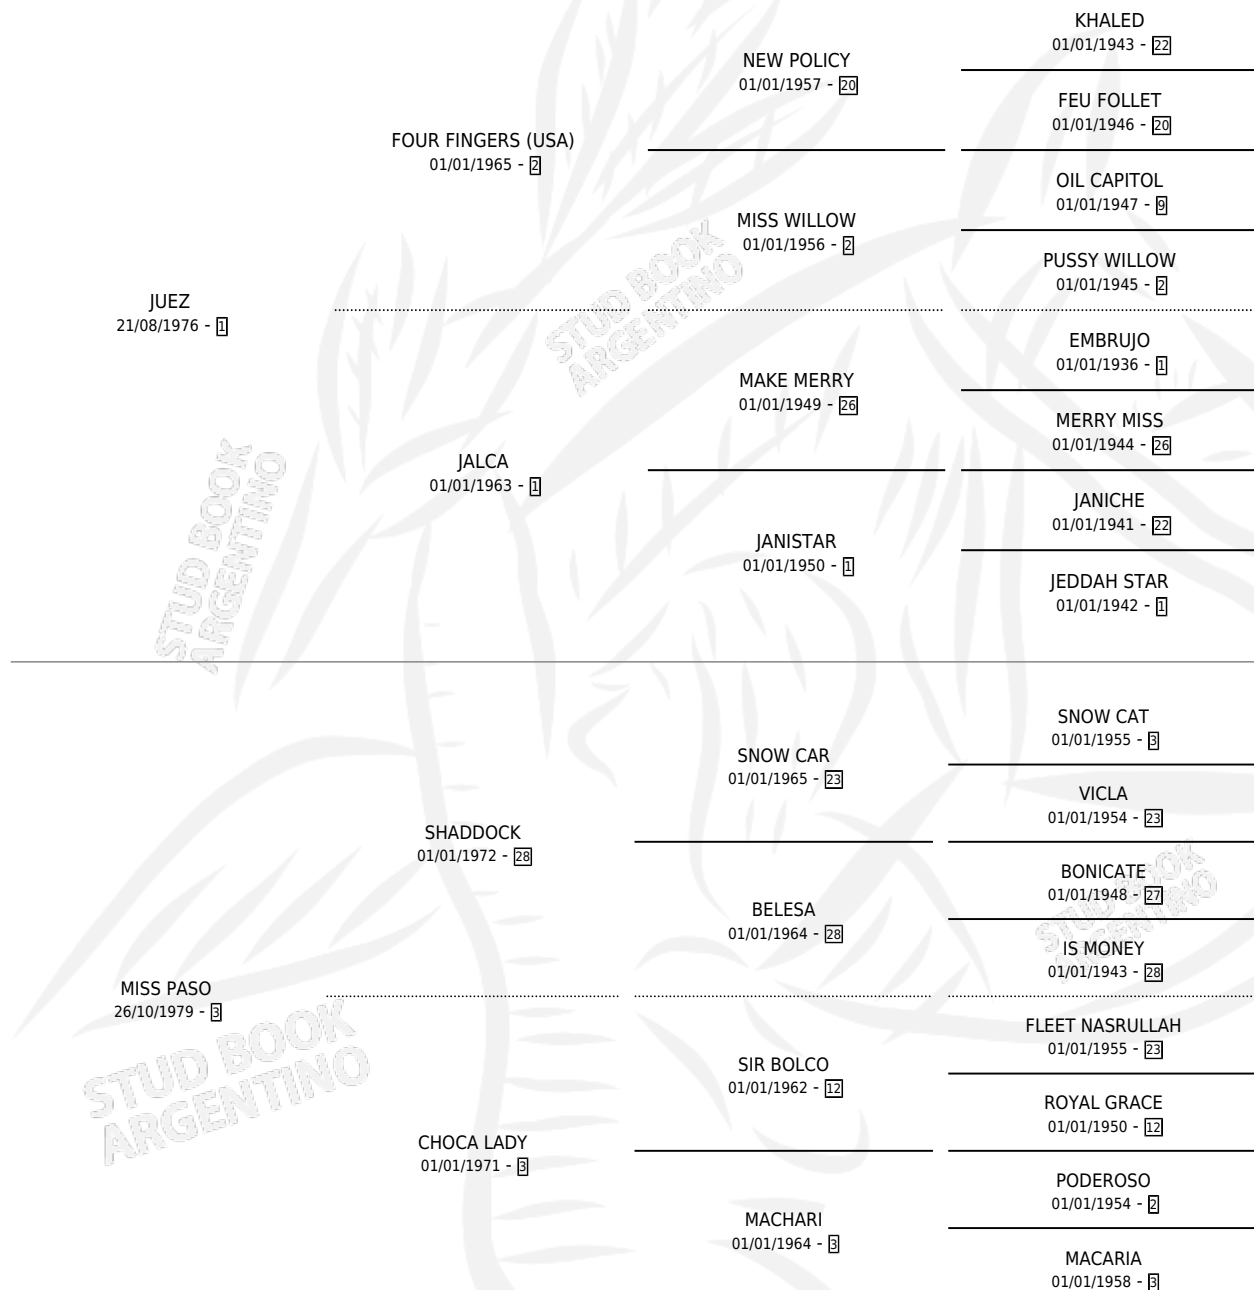 KHALED
01/01/1943 - 22
NEW POLICY
01/01/1957 - 20
FEU FOLLET
01/01/1946 - 20
FOUR FINGERS (USA)
01/01/1965 - 2
OIL CAPITOL
01/01/1947 - 9
MISS WILLOW
01/01/1956 - 2
PUSSY WILLOW
01/01/1945 - 2
JUEZ
21/08/1976 - 1
EMBRUJO
01/01/1936 - 1
MAKE MERRY
01/01/1949 - 26
MERRY MISS
01/01/1944 - 26
JALCA
01/01/1963 - 1
JANICHE
01/01/1941 - 22
JANISTAR
01/01/1950 - 1
JEDDAH STAR
01/01/1942 - 1
SNOW CAT
01/01/1955 - 3
SNOW CAR
01/01/1965 - 23
VICLA
01/01/1954 - 23
SHADDOCK
01/01/1972 - 28
BONICATE
01/01/1948 - 27
BELESA
01/01/1964 - 28
IS MONEY
01/01/1943 - 28
MISS PASO
26/10/1979 - 3
FLEET NASRULLAH
01/01/1955 - 23
SIR BOLCO
01/01/1962 - 12
ROYAL GRACE
01/01/1950 - 12
CHOCA LADY
01/01/1971 - 3
PODEROSO
01/01/1954 - 2
MACHARI
01/01/1964 - 3
MACARIA
01/01/1958 - 3
STUD BOOK
ARGENTINO
STUD BOOK
ARGENTINO
STUD BOOK
ARGENTINO
STUD BOOK
ARGENTINO